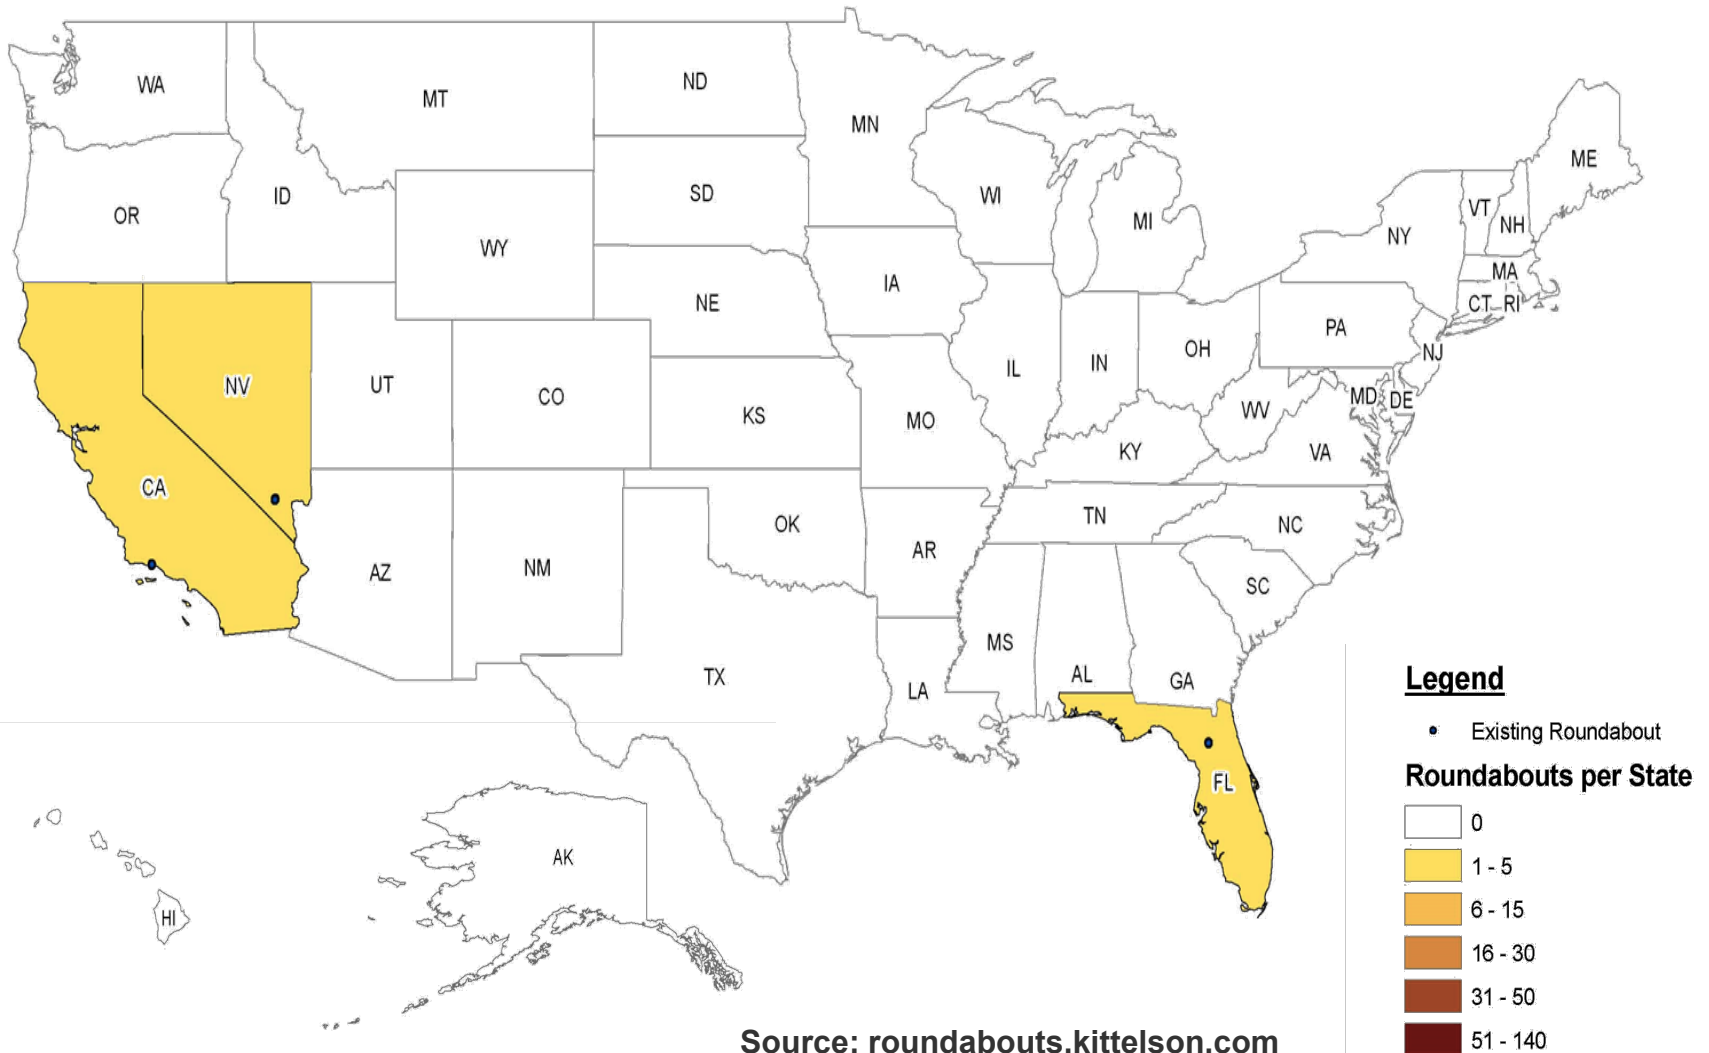 WA
MT
ND
MN
ME
OR
ID
SD
WI
MI
VT
NH
NY
WY
MA
IA
NE
CT
RI
PA
NV
UT
CO
IL
IN
OH
NJ
KS
MO
WV
MD
DE
KY
VA
CA
OK
TN
NC
AZ
NM
AR
SC
TX
MS
LA
AL
GA
FL
AK
HI
Legend
Existing Roundabout
Roundabouts per State
0
1 - 5
6 - 15
16 - 30
31 - 50
51 - 140
Source: roundabouts.kittelson.com